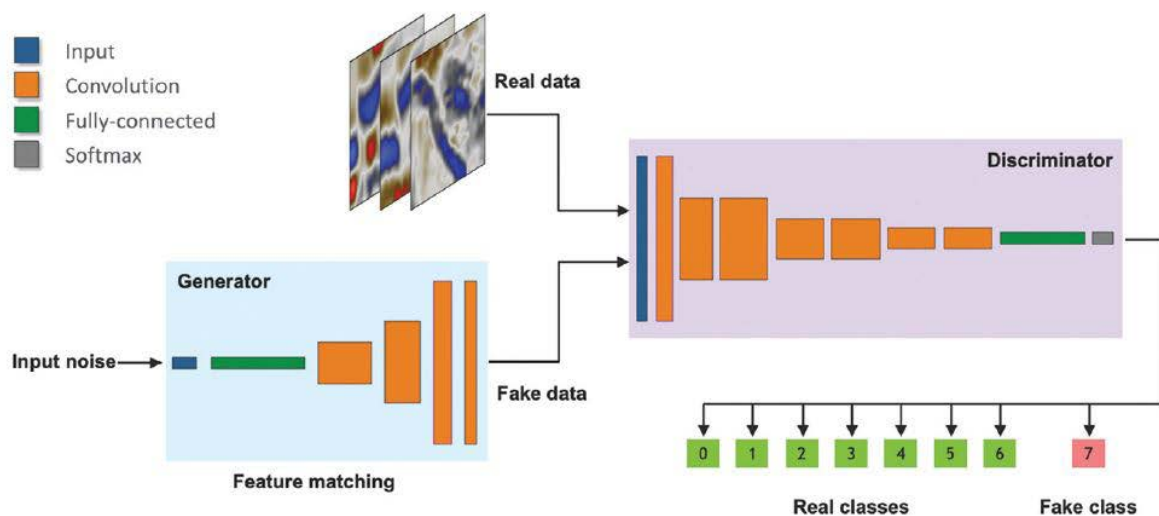 Input
Convolution
Fully-connected
Softmax
Real data
Discriminator
Generator
Input noise
Fake data
Feature matching
0 1 2 3 4 5 6 7
Real classes Fake class